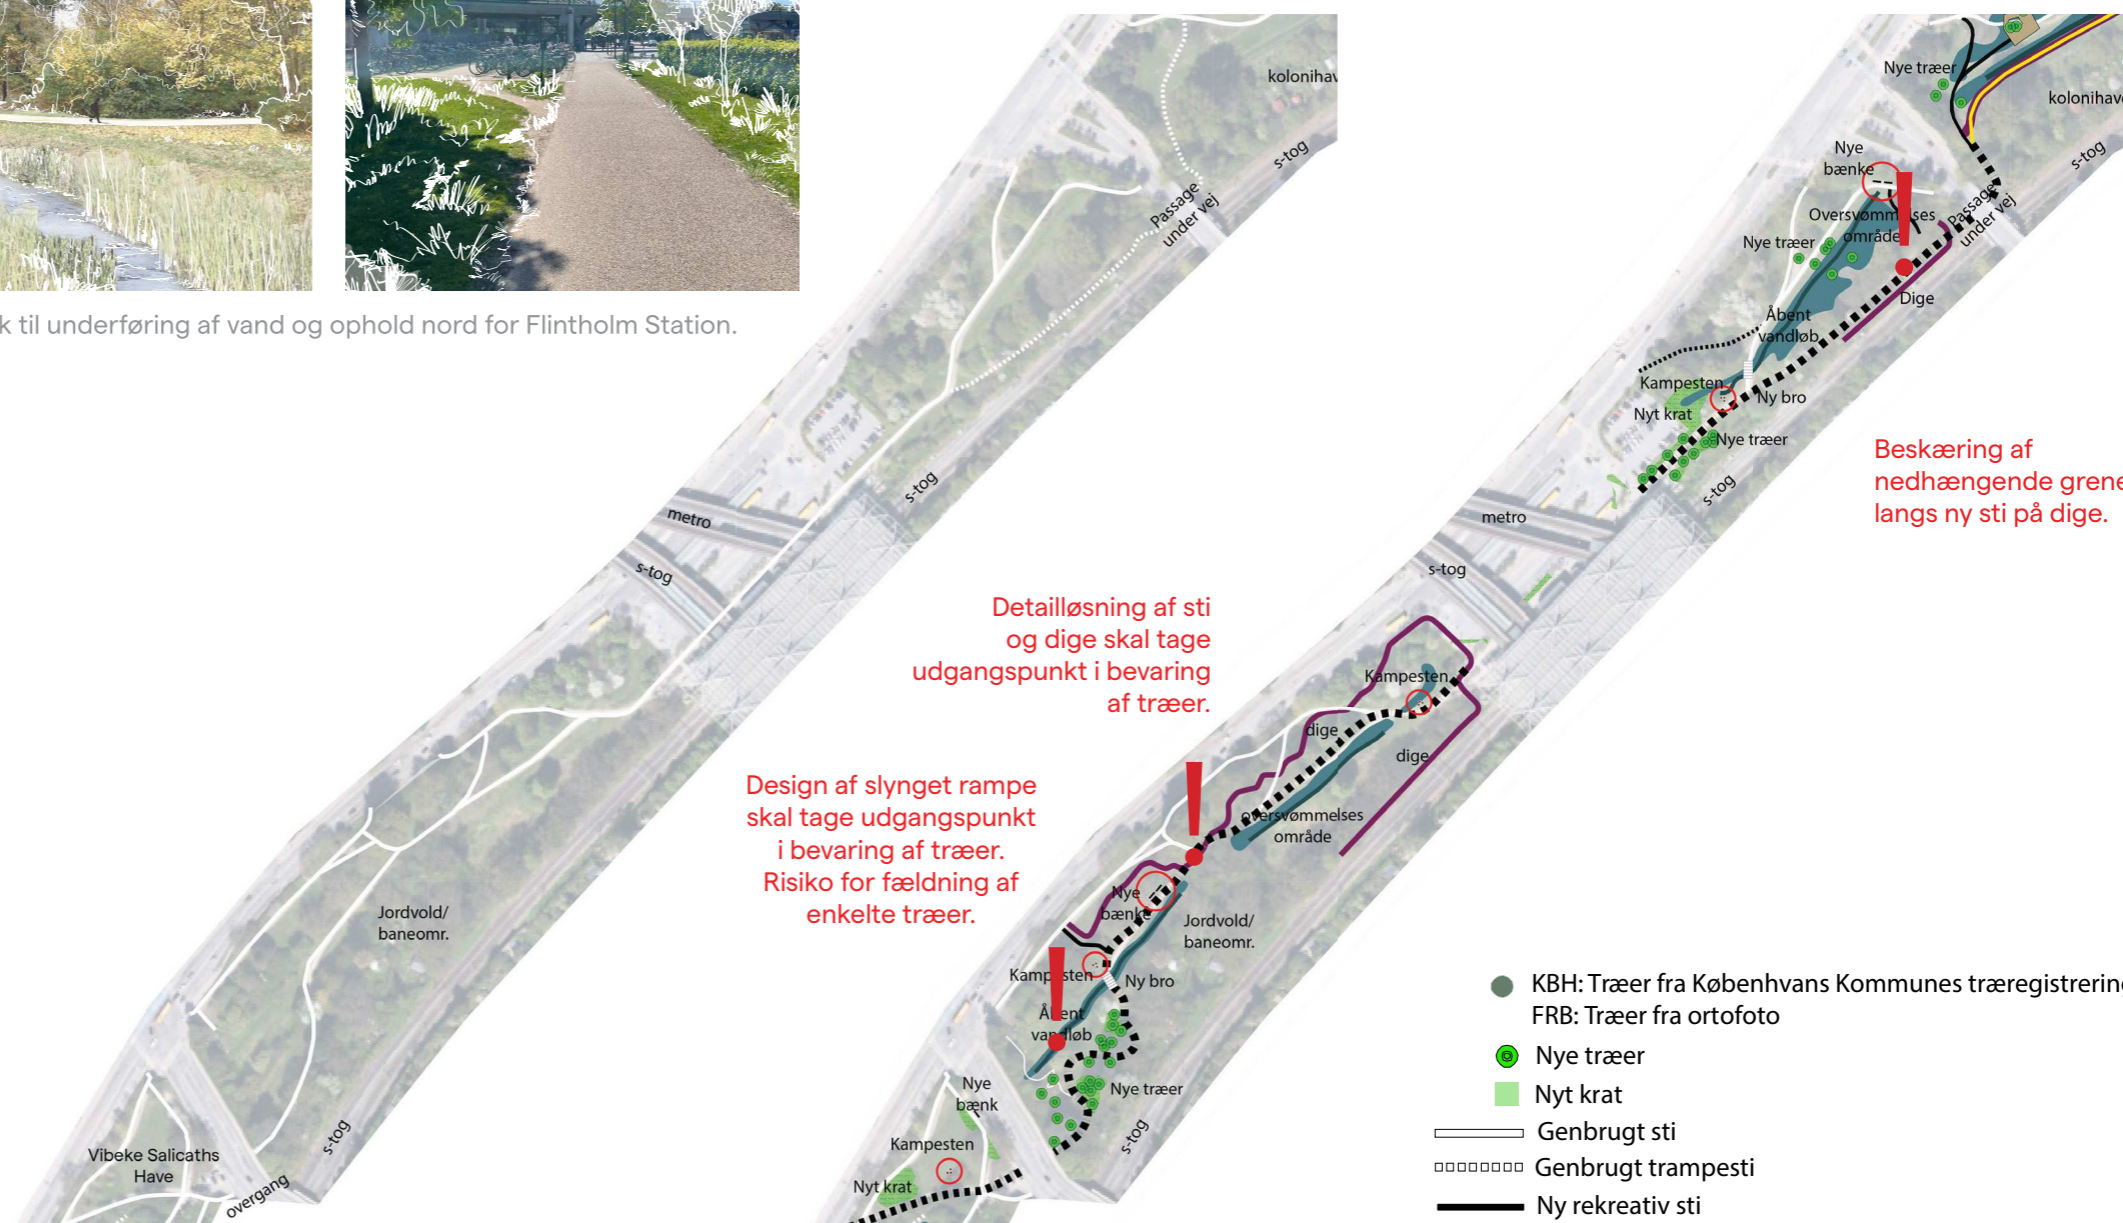 k til underføring af vand og ophold nord for Flintholm Station.
kolonihav
s-tog
Passage
under vej
s-tog
metro
s-tog
Jordvold/
baneomr.
Vibeke Salicaths
Have
overgang
s-tog
Nye træer
kolonihave
s-tog
Nye
bænke
Passage
under vej
Oversvømmelses
område
Nye træer
Dige
Åbent
vandløb
Kampesten
Ny bro
Nyt krat
Nye træer
s-tog
metro
s-tog
Beskæring af
nedhængende grene
langs ny sti på dige.
Detailløsning af sti
og dige skal tage
udgangspunkt i bevaring
af træer.
Kampesten
dige
dige
oversvømmelses
område
Design af slynget rampe
skal tage udgangspunkt
i bevaring af træer.
Risiko for fældning af
enkelte træer.
Nye
bænke
Jordvold/
baneomr.
Kampesten
Ny bro
Åbent
vandløb
Nye
bænk
Nye træer
s-tog
Kampesten
Nyt krat
KBH: Træer fra Københvans Kommunes træregistrering
FRB: Træer fra ortofoto
Nye træer
Nyt krat
Genbrugt sti
Genbrugt trampesti
Ny rekreativ sti